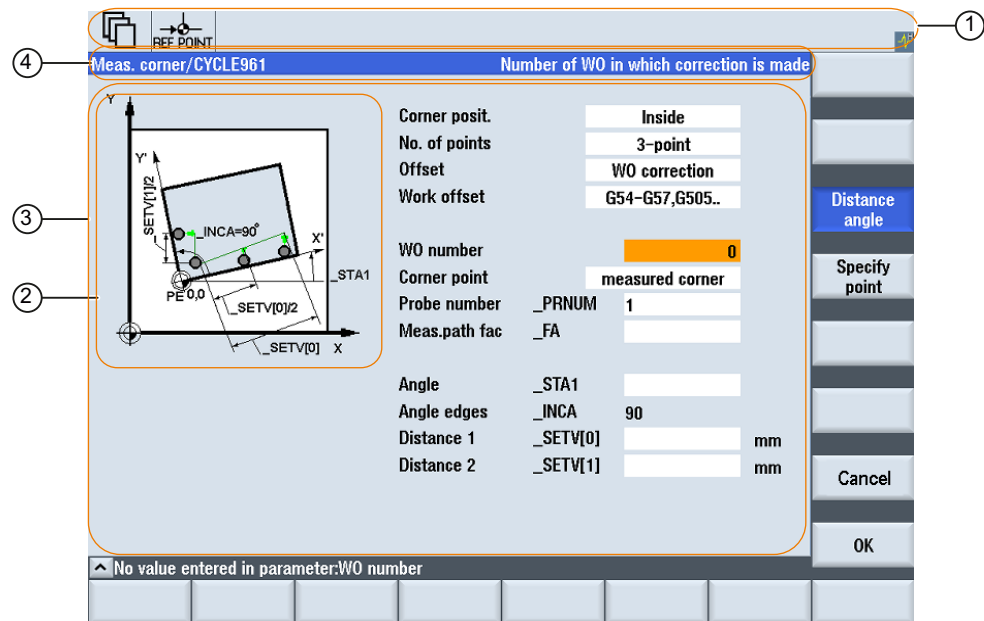 1
REF POINT
4
Meas. corner/CYCLE961 Number of WO in which correction is made
3
2
Y
Y'
SETV[1]/2
_INCA=90°
X'
_STA1
PE 0,0
_SETV[0]/2
_SETV[0] X
Corner posit. Inside
No. of points 3-point
Offset WO correction
Work offset G54-G57,G505..
WO number 0
Corner point measured corner
Probe number _PRNUM 1
Meas.path fac _FA
Angle _STA1
Angle edges _INCA 90
Distance 1 _SETV[0] mm
Distance 2 _SETV[1] mm
Distance
angle
Specify
point
Cancel
OK
No value entered in parameter:WO number